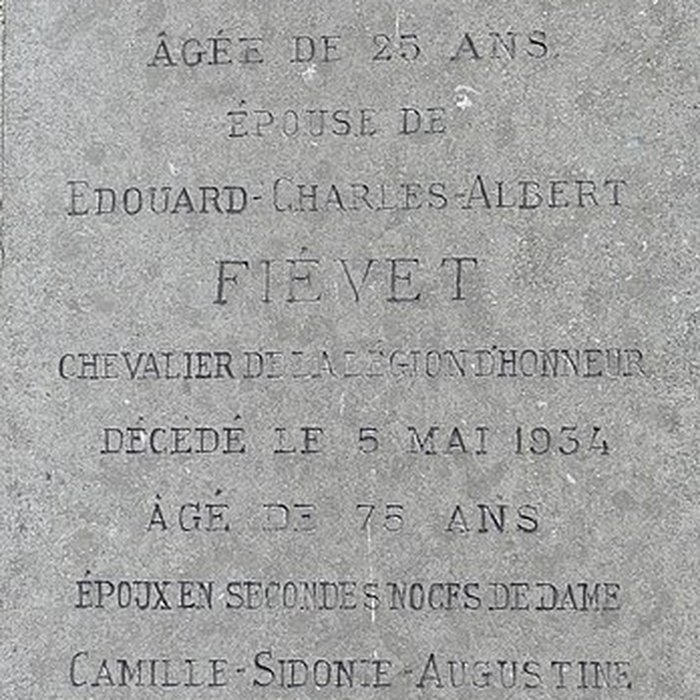 ÂGÉE DE 25 ANS.
ÉPOUSE DE
EDOUARD-CHARLES-ALBERT
FIÉVET
CHEVALIER DE LA LÉGION D'HONNEUR
DÉCÉDÉ LE 5 MAI 1934
ÀGÉ DE 75 ANS
ÉPOUX EN SECONDES NOCES DE DAME
CAMILLE-SIDONIE-AUGUSTINE